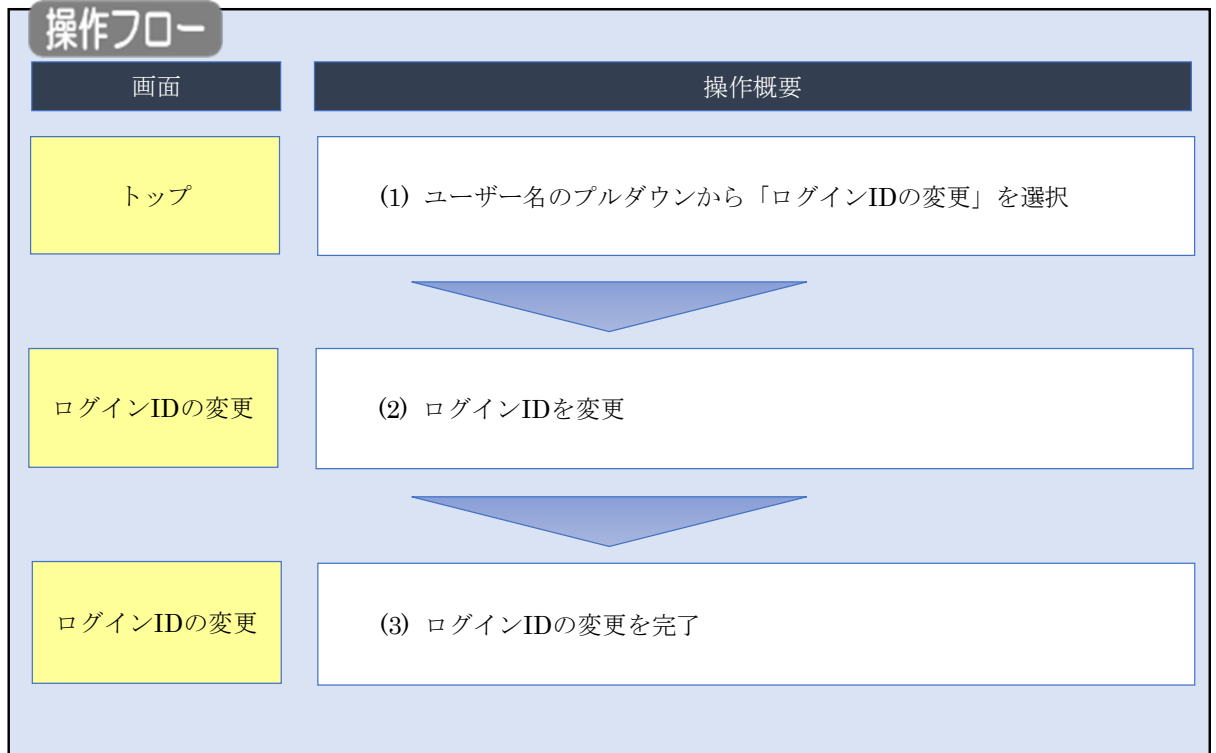 操作フロー
画面
操作概要
トップ
(1) ユーザー名のプルダウンから「ログインIDの変更」を選択
ログインIDの変更
(2) ログインIDを変更
ログインIDの変更
(3) ログインIDの変更を完了